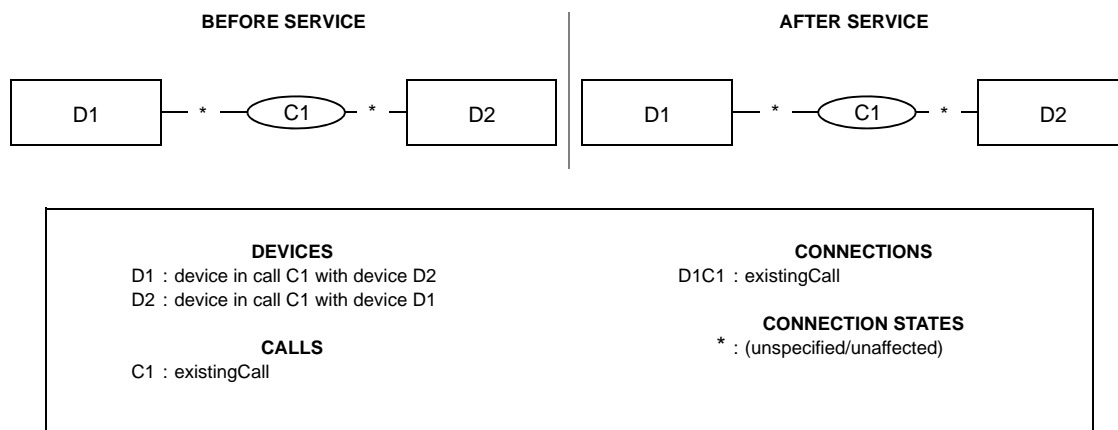 BEFORE SERVICE
AFTER SERVICE
D1 * C1 * D2
D1 * C1 * D2
DEVICES
D1 : device in call C1 with device D2
D2 : device in call C1 with device D1
CALLS
C1 : existingCall
CONNECTIONS
D1C1 : existingCall
CONNECTION STATES
* : (unspecified/unaffected)